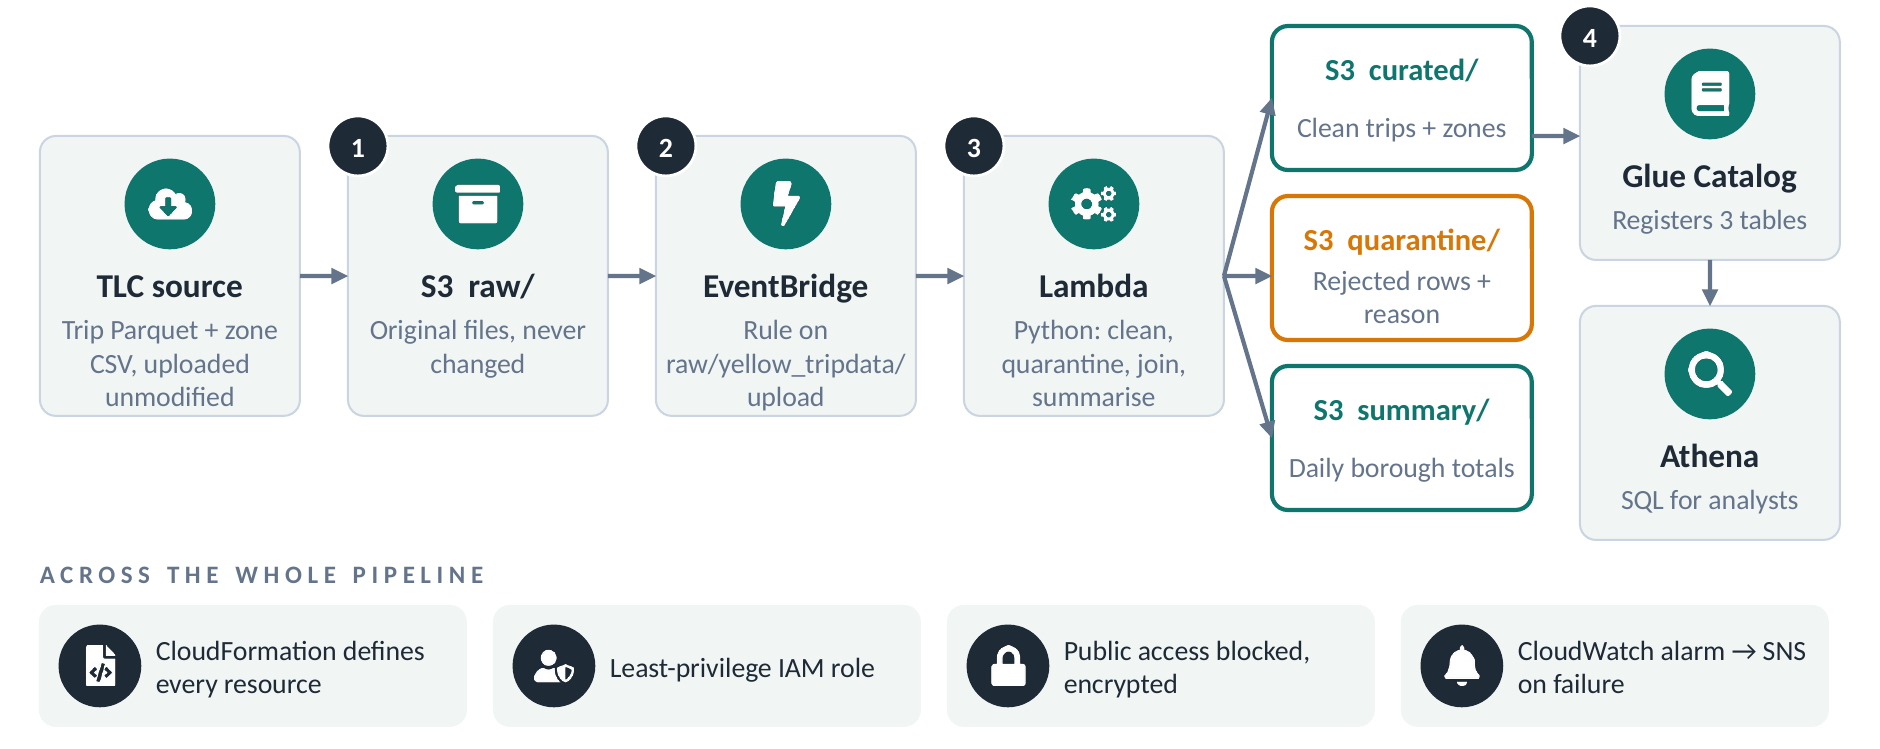 TLC source
Trip Parquet + zone
CSV, uploaded
unmodified
1
S3 raw/
Original files, never
changed
2
EventBridge
Rule on
raw/yellow_tripdata/
upload
3
Lambda
Python: clean,
quarantine, join,
summarise
S3 curated/
Clean trips + zones
S3 quarantine/
Rejected rows +
reason
S3 summary/
Daily borough totals
4
Glue Catalog
Registers 3 tables
Athena
SQL for analysts
ACROSS THE WHOLE PIPELINE
CloudFormation defines
every resource
Least-privilege IAM role
Public access blocked,
encrypted
CloudWatch alarm → SNS
on failure